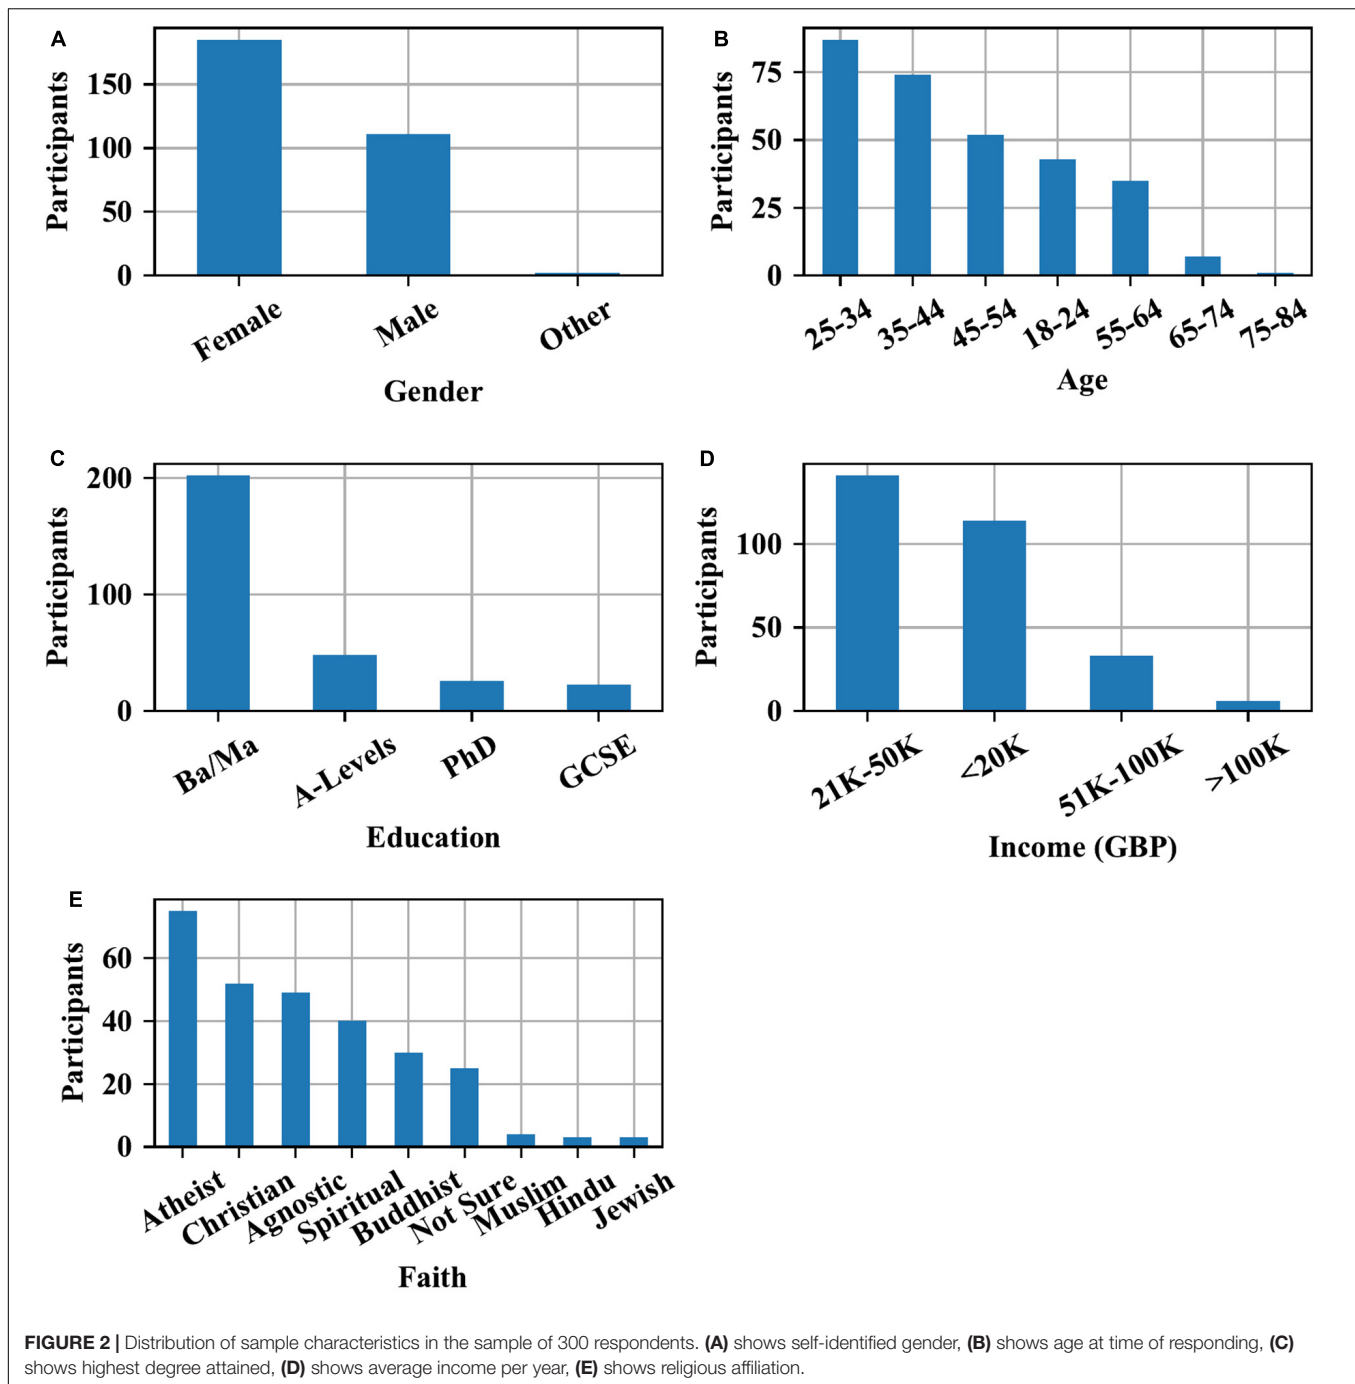 A
Participants
150
100
50
0
Female
Male
Other
Gender
B
Participants
75
50
25
0
25-34
35-44
45-54
18-24
55-64
65-74
75-84
Age
C
Participants
200
100
0
Ba/Ma
A-Levels
PhD
GCSE
Education
D
Participants
100
50
0
21K-50K
<20K
51K-100K
>100K
Income (GBP)
E
Participants
60
40
20
0
Atheist
Christian
Agnostic
Spiritual
Buddhist
Not Sure
Muslim
Hindu
Jewish
Faith
FIGURE 2 | Distribution of sample characteristics in the sample of 300 respondents. (A) shows self-identified gender, (B) shows age at time of responding, (C)
shows highest degree attained, (D) shows average income per year, (E) shows religious affiliation.